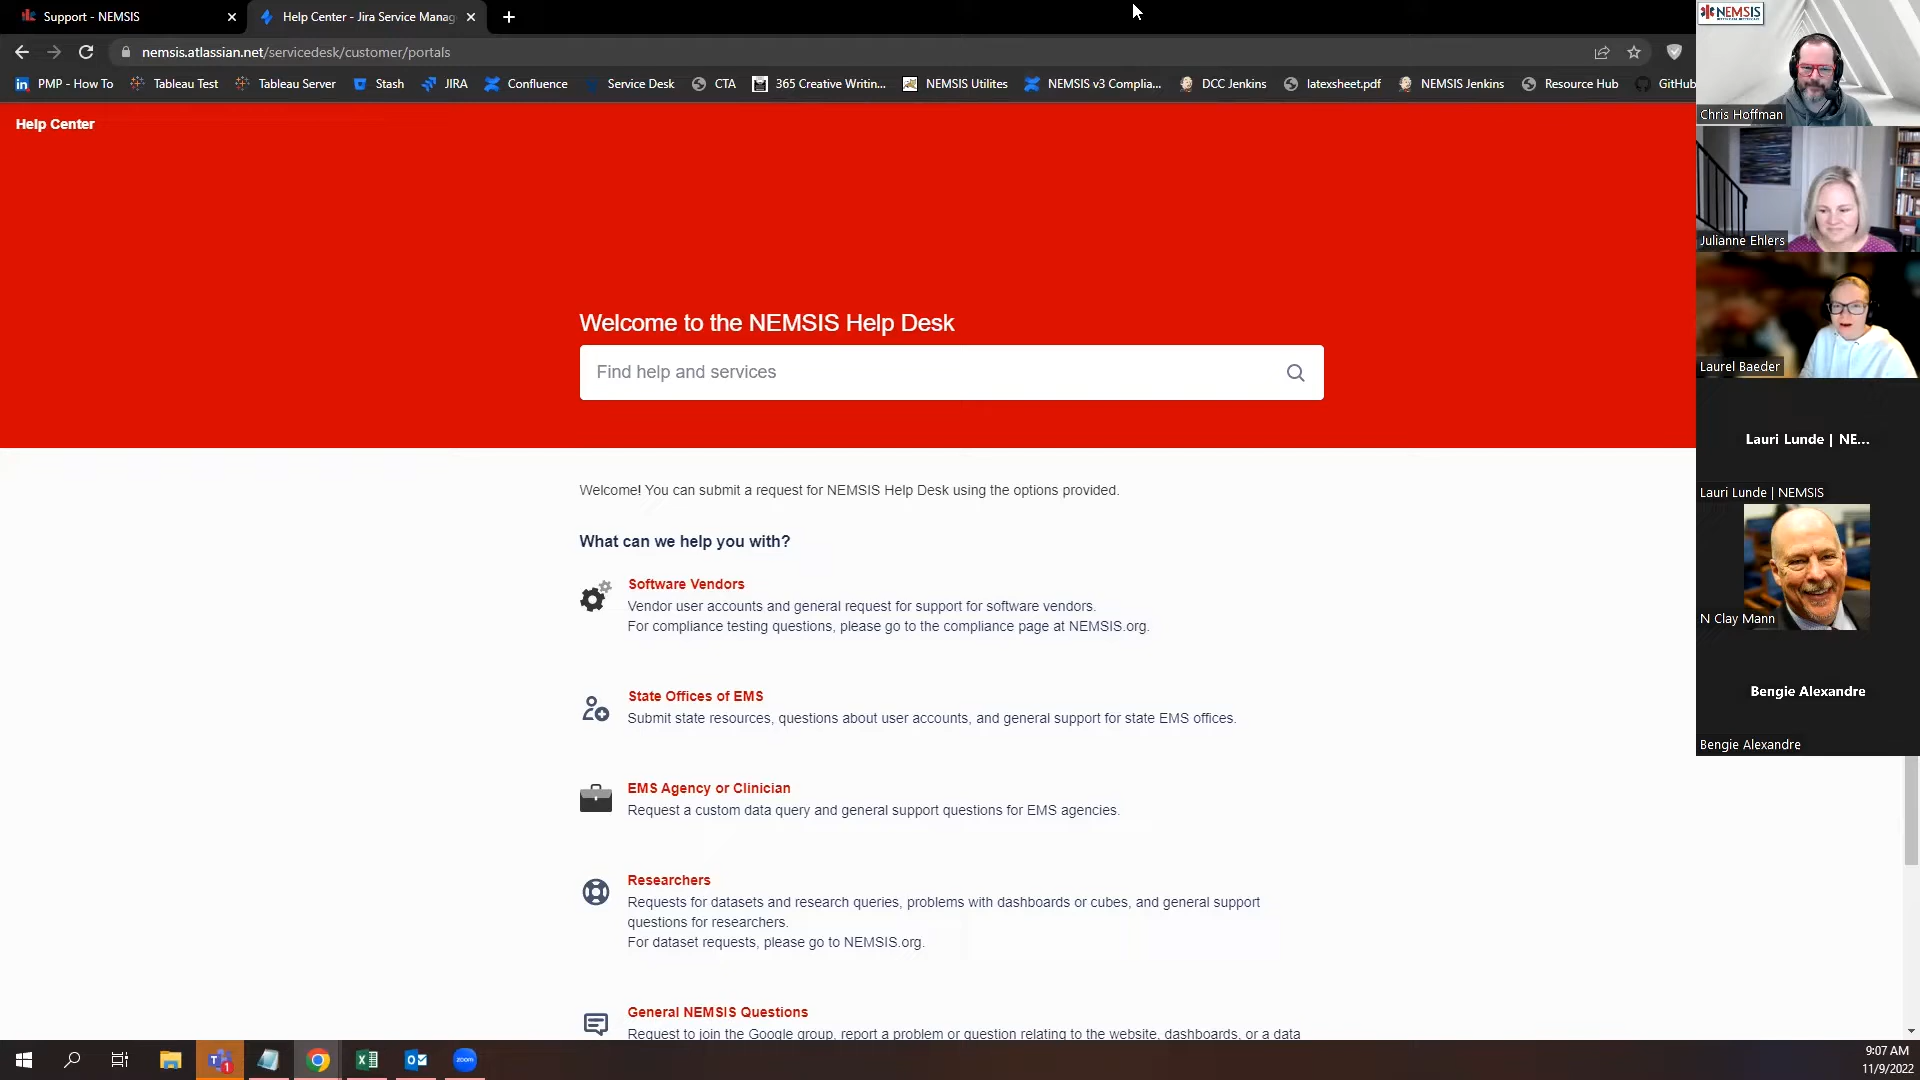 Support - NEMSIS
Help Center - Jira Service Manag
nemsis.atlassian.net/servicedesk/customer/portals
PMP - How To
Tableau Test
Tableau Server
Stash
JIRA
Confluence
Service Desk
CTA
365 Creative Writin...
NEMSIS Utilites
NEMSIS v3 Complia...
DCC Jenkins
latexsheet.pdf
NEMSIS Jenkins
Resource Hub
GitHub
Help Center
Welcome to the NEMSIS Help Desk
Find help and services
Welcome! You can submit a request for NEMSIS Help Desk using the options provided.
What can we help you with?
Software Vendors
Vendor user accounts and general request for support for software vendors.
For compliance testing questions, please go to the compliance page at NEMSIS.org.
State Offices of EMS
Submit state resources, questions about user accounts, and general support for state EMS offices.
EMS Agency or Clinician
Request a custom data query and general support questions for EMS agencies.
Researchers
Requests for datasets and research queries, problems with dashboards or cubes, and general support
questions for researchers.
For dataset requests, please go to NEMSIS.org.
General NEMSIS Questions
Request to join the Google group, report a problem or question relating to the website, dashboards, or a data
NEMSIS
Chris Hoffman
Julianne Ehlers
Laurel Baeder
Lauri Lunde | NE...
Lauri Lunde | NEMSIS
N Clay Mann
Bengie Alexandre
Bengie Alexandre
zoom
9:07 AM
11/9/2022